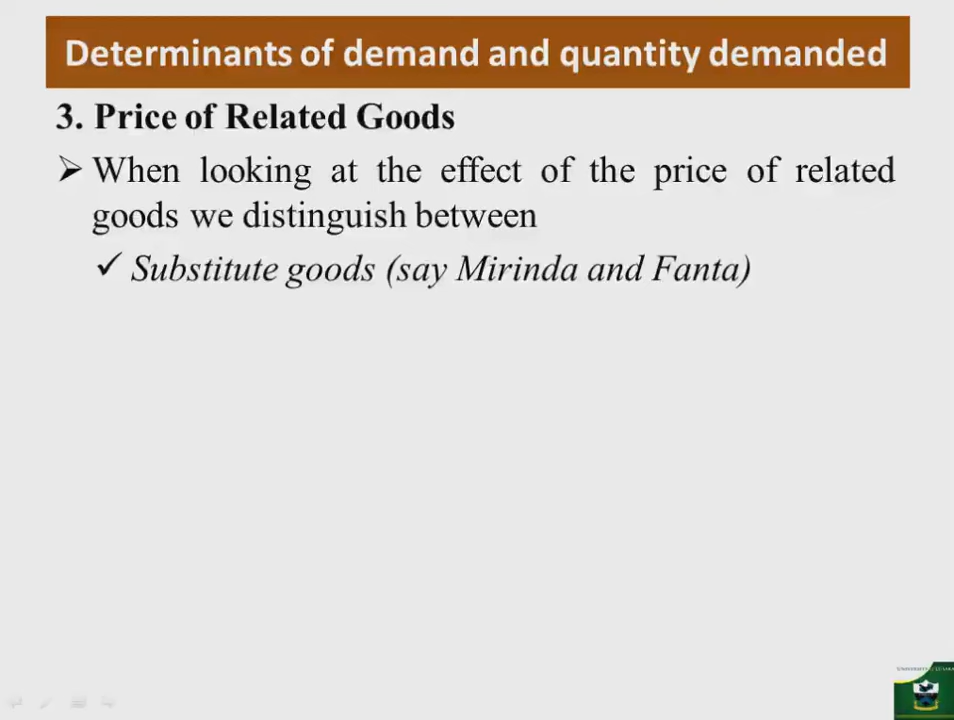 Determinants of demand and quantity demanded
3. Price of Related Goods
➢ When looking at the effect of the price of related
goods we distinguish between
✓ Substitute goods (say Mirinda and Fanta)